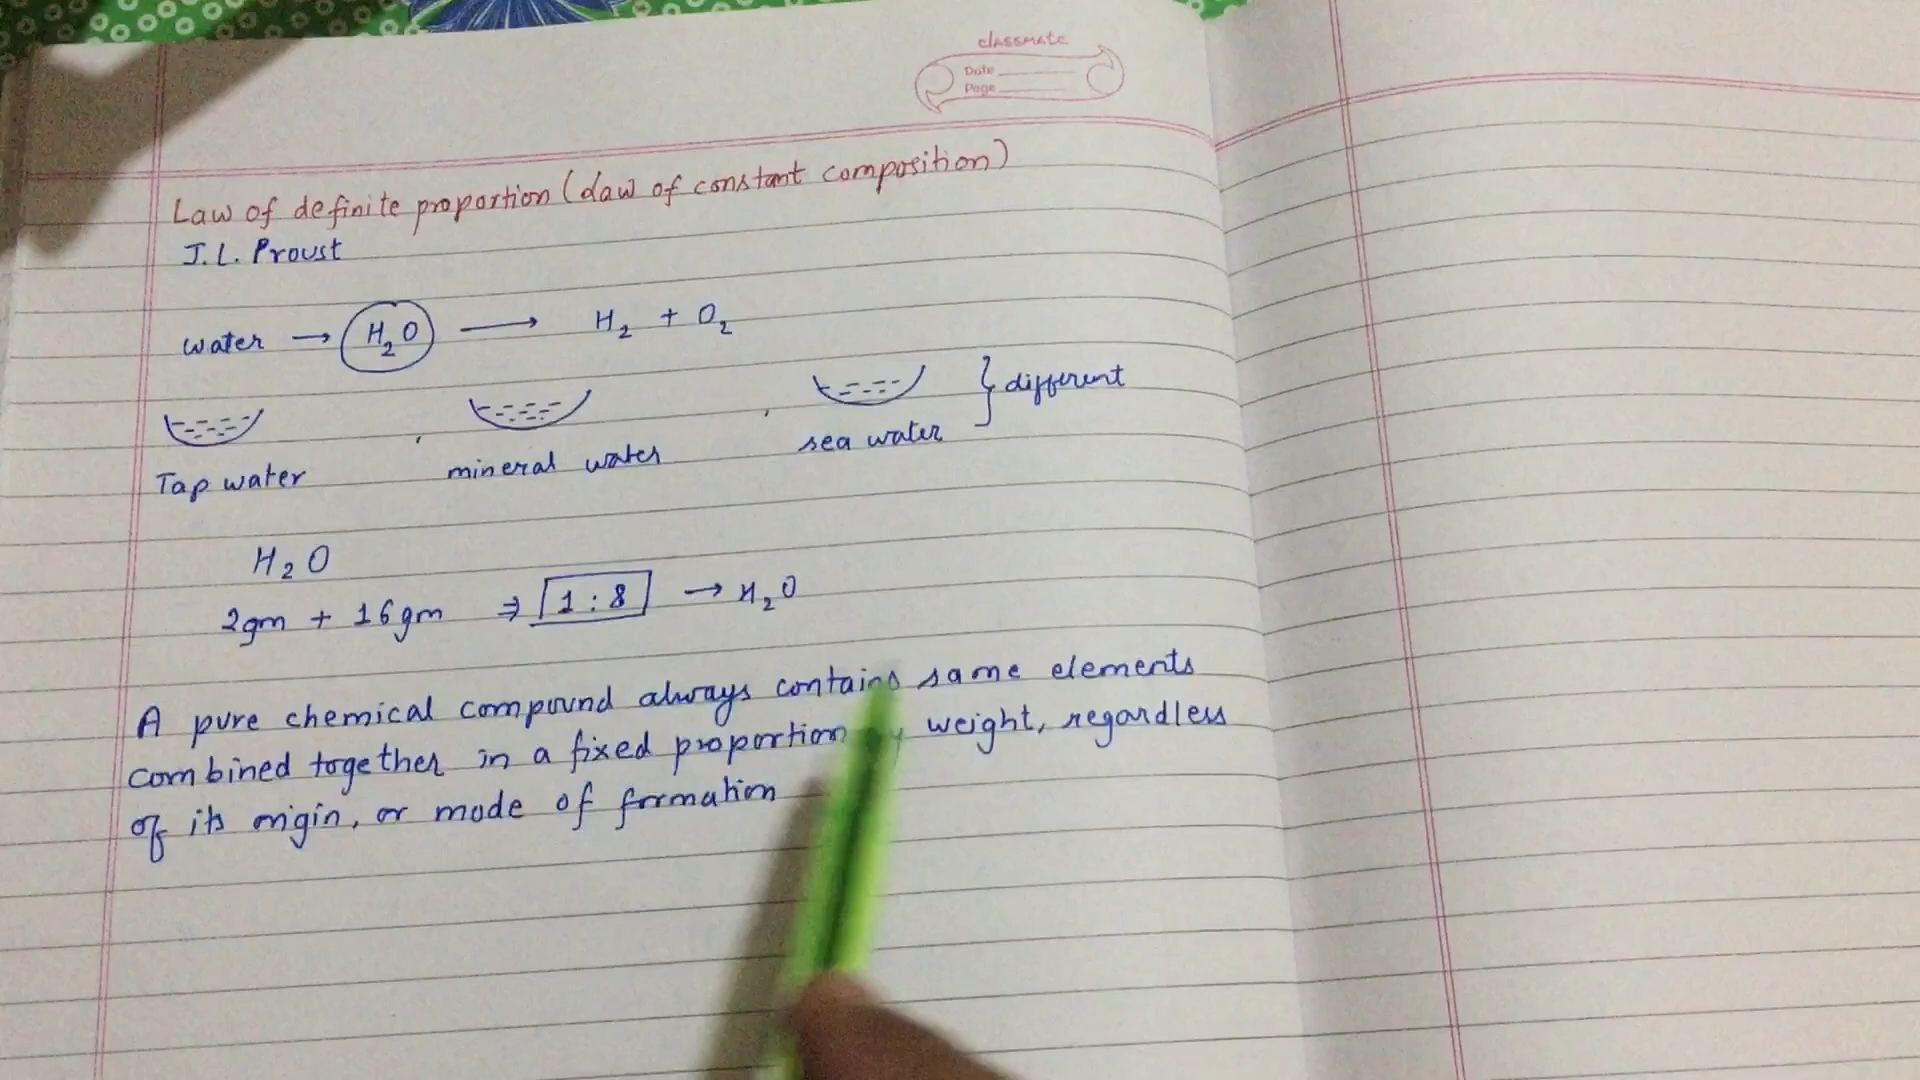 classmate
Date
Page
Law of definite proportion (Law of constant composition)
J.L. Proust
water → H₂O ⟶ H₂ + O₂
Tap water , mineral water , sea water } different
H₂O
2gm + 16gm ⇒ 1 : 8 → H₂O
A pure chemical compound always contains same elements
combined together in a fixed proportion weight, regardless
of its origin, or mode of formation